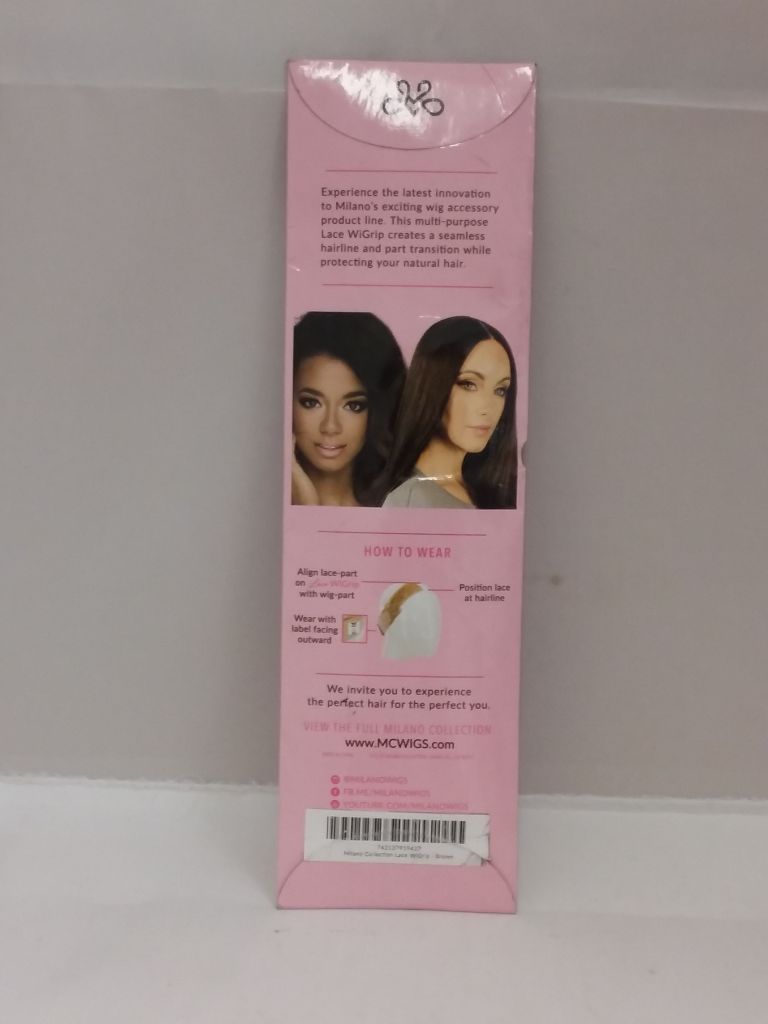 Experience the latest innovation
to Milano's exciting wig accessory
product line. This multi-purpose
Lace WiGrip creates a seamless
hairline and part transition while
protecting your natural hair.
HOW TO WEAR
Align lace-part
on Lace WiGrip
with wig-part
Position lace
at hairline
Wear with
label facing
outward
We invite you to experience
the perfect hair for the perfect you.
VIEW THE FULL MILANO COLLECTION
www.MCWIGS.com
@MILANOWIGS
FB.ME/MILANOWIGS
YOUTUBE.COM/MILANOWIGS
Milano Collection Lace WiGrip - Brown